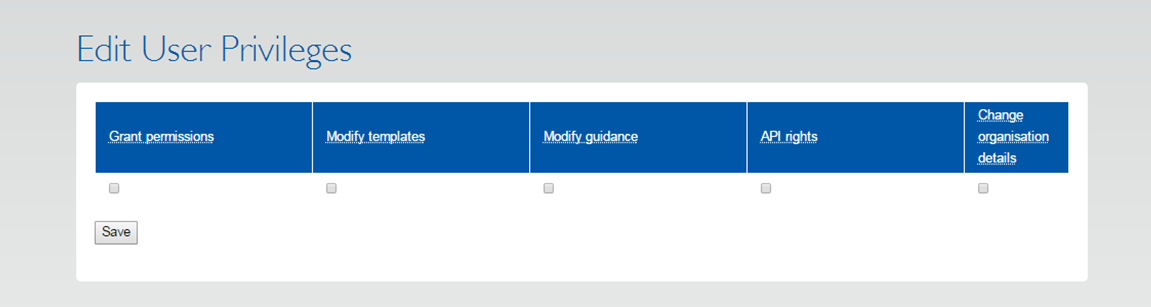 Edit User Privileges
Grant permissions
Modify templates
Modify guidance
API rights
Change
organisation
details
Save